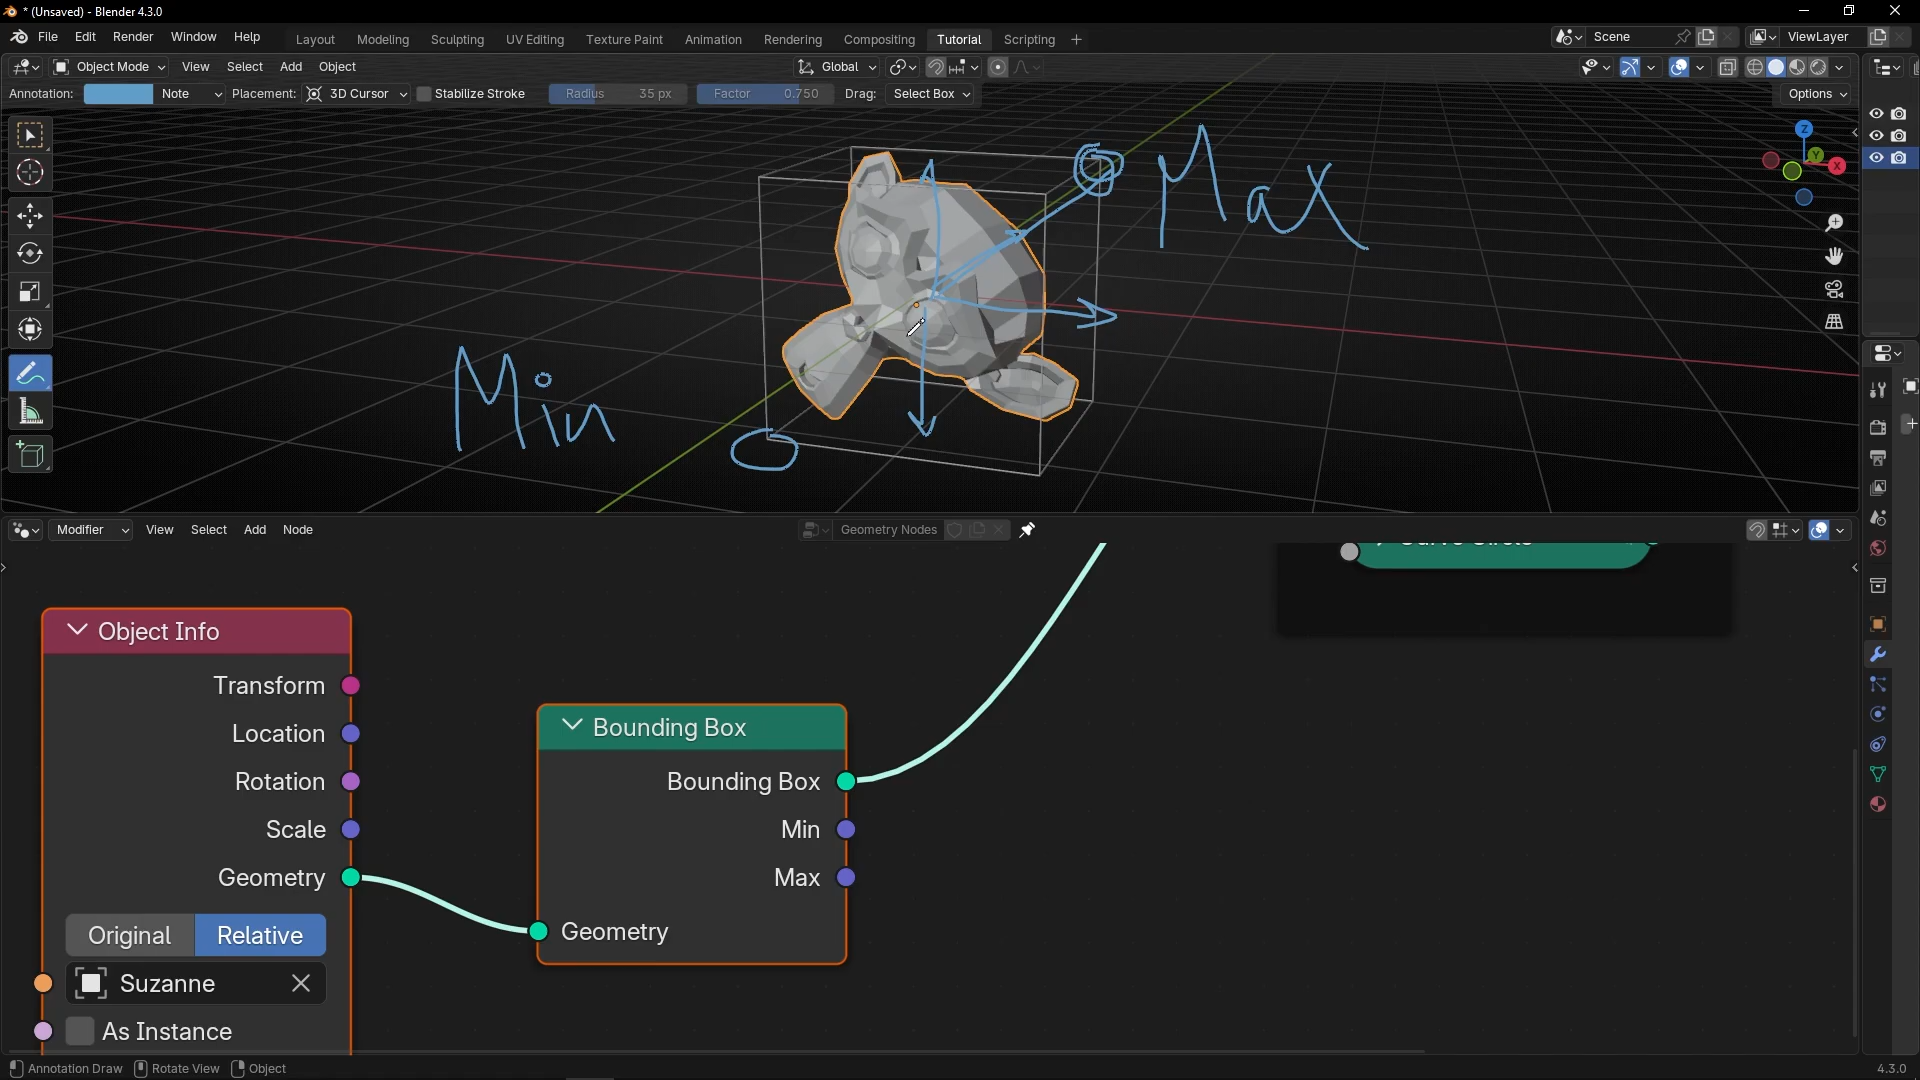 * (Unsaved) - Blender 4.3.0
File Edit Render Window Help Layout Modeling Sculpting UV Editing Texture Paint Animation Rendering Compositing Tutorial Scripting + Scene ViewLayer
Object Mode View Select Add Object Global
Annotation: Note Placement: 3D Cursor Stabilize Stroke Radius 35 px Factor 0.750 Drag: Select Box Options
Z
Y
X
Max
Min
Modifier View Select Add Node Geometry Nodes
Curve Circle
Object Info
Transform
Location
Rotation
Scale
Geometry
Original Relative
Suzanne
As Instance
Bounding Box
Bounding Box
Min
Max
Geometry
Annotation Draw Rotate View Object 4.3.0